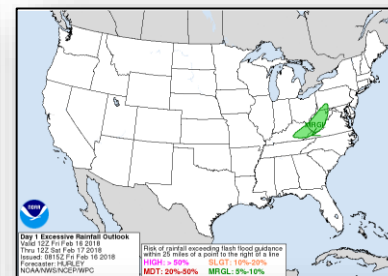 MRGL
NOAA
Day 1 Excessive Rainfall Outlook
Valid 12Z Fri Feb 16 2018
Thru 12Z Sat Feb 17 2018
Issued: 0815Z Fri Feb 16 2018
Forecaster: HURLEY
NOAA/NWS/NCEP/WPC
Risk of rainfall exceeding flash flood guidance
within 25 miles of a point to the right of a line
HIGH: > 50% SLGT: 10%-20%
MDT: 20%-50% MRGL: 5%-10%